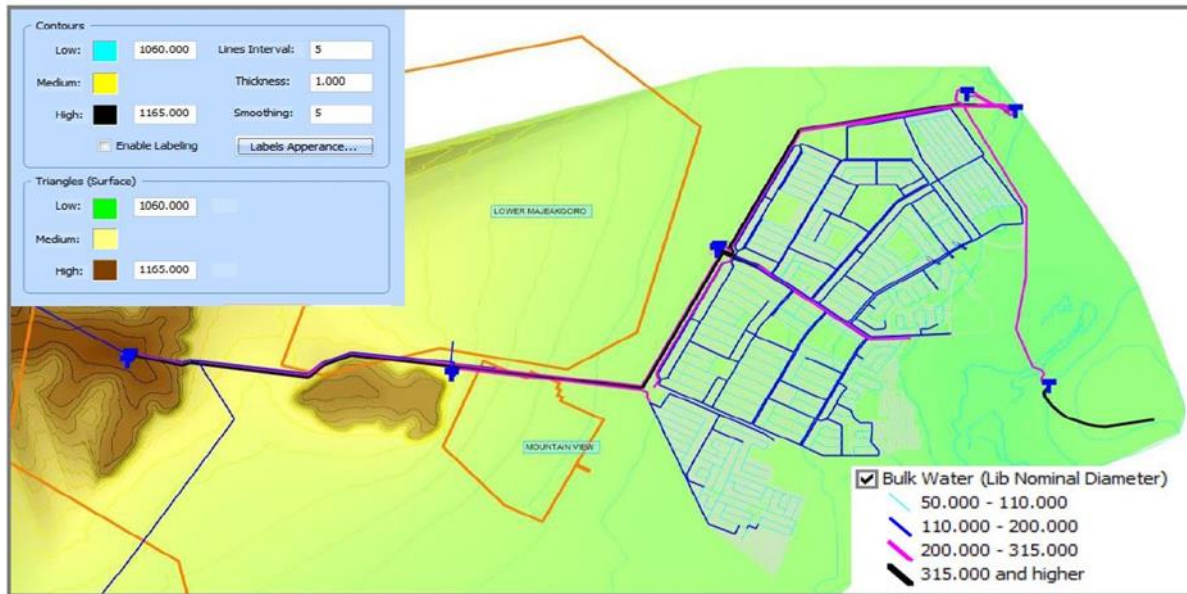 Contours
Low: 1060.000 Lines Interval: 5
Medium: Thickness: 1.000
High: 1165.000 Smoothing: 5
Enable Labeling Labels Apperance...
Triangles (Surface)
Low: 1060.000
Medium:
High: 1165.000
LOWER MAJEAKGORO
MOUNTAIN VIEW
Bulk Water (Lib Nominal Diameter)
50.000 - 110.000
110.000 - 200.000
200.000 - 315.000
315.000 and higher